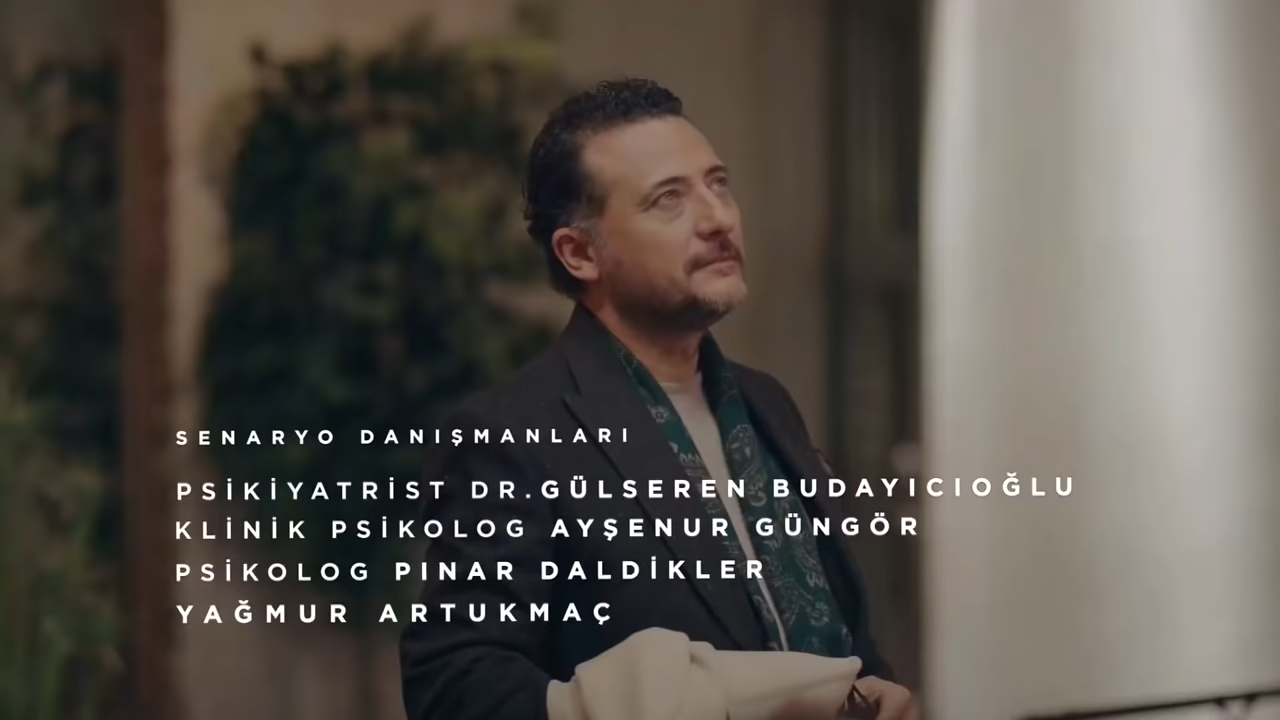 SENARYO DANIŞMANLARI
PSİKİYATRİST DR.GÜLSEREN BUDAYICIOĞLU
KLİNİK PSİKOLOG AYŞENUR GÜNGÖR
PSİKOLOG PINAR DALDİKLER
YAĞMUR ARTUKMAÇ